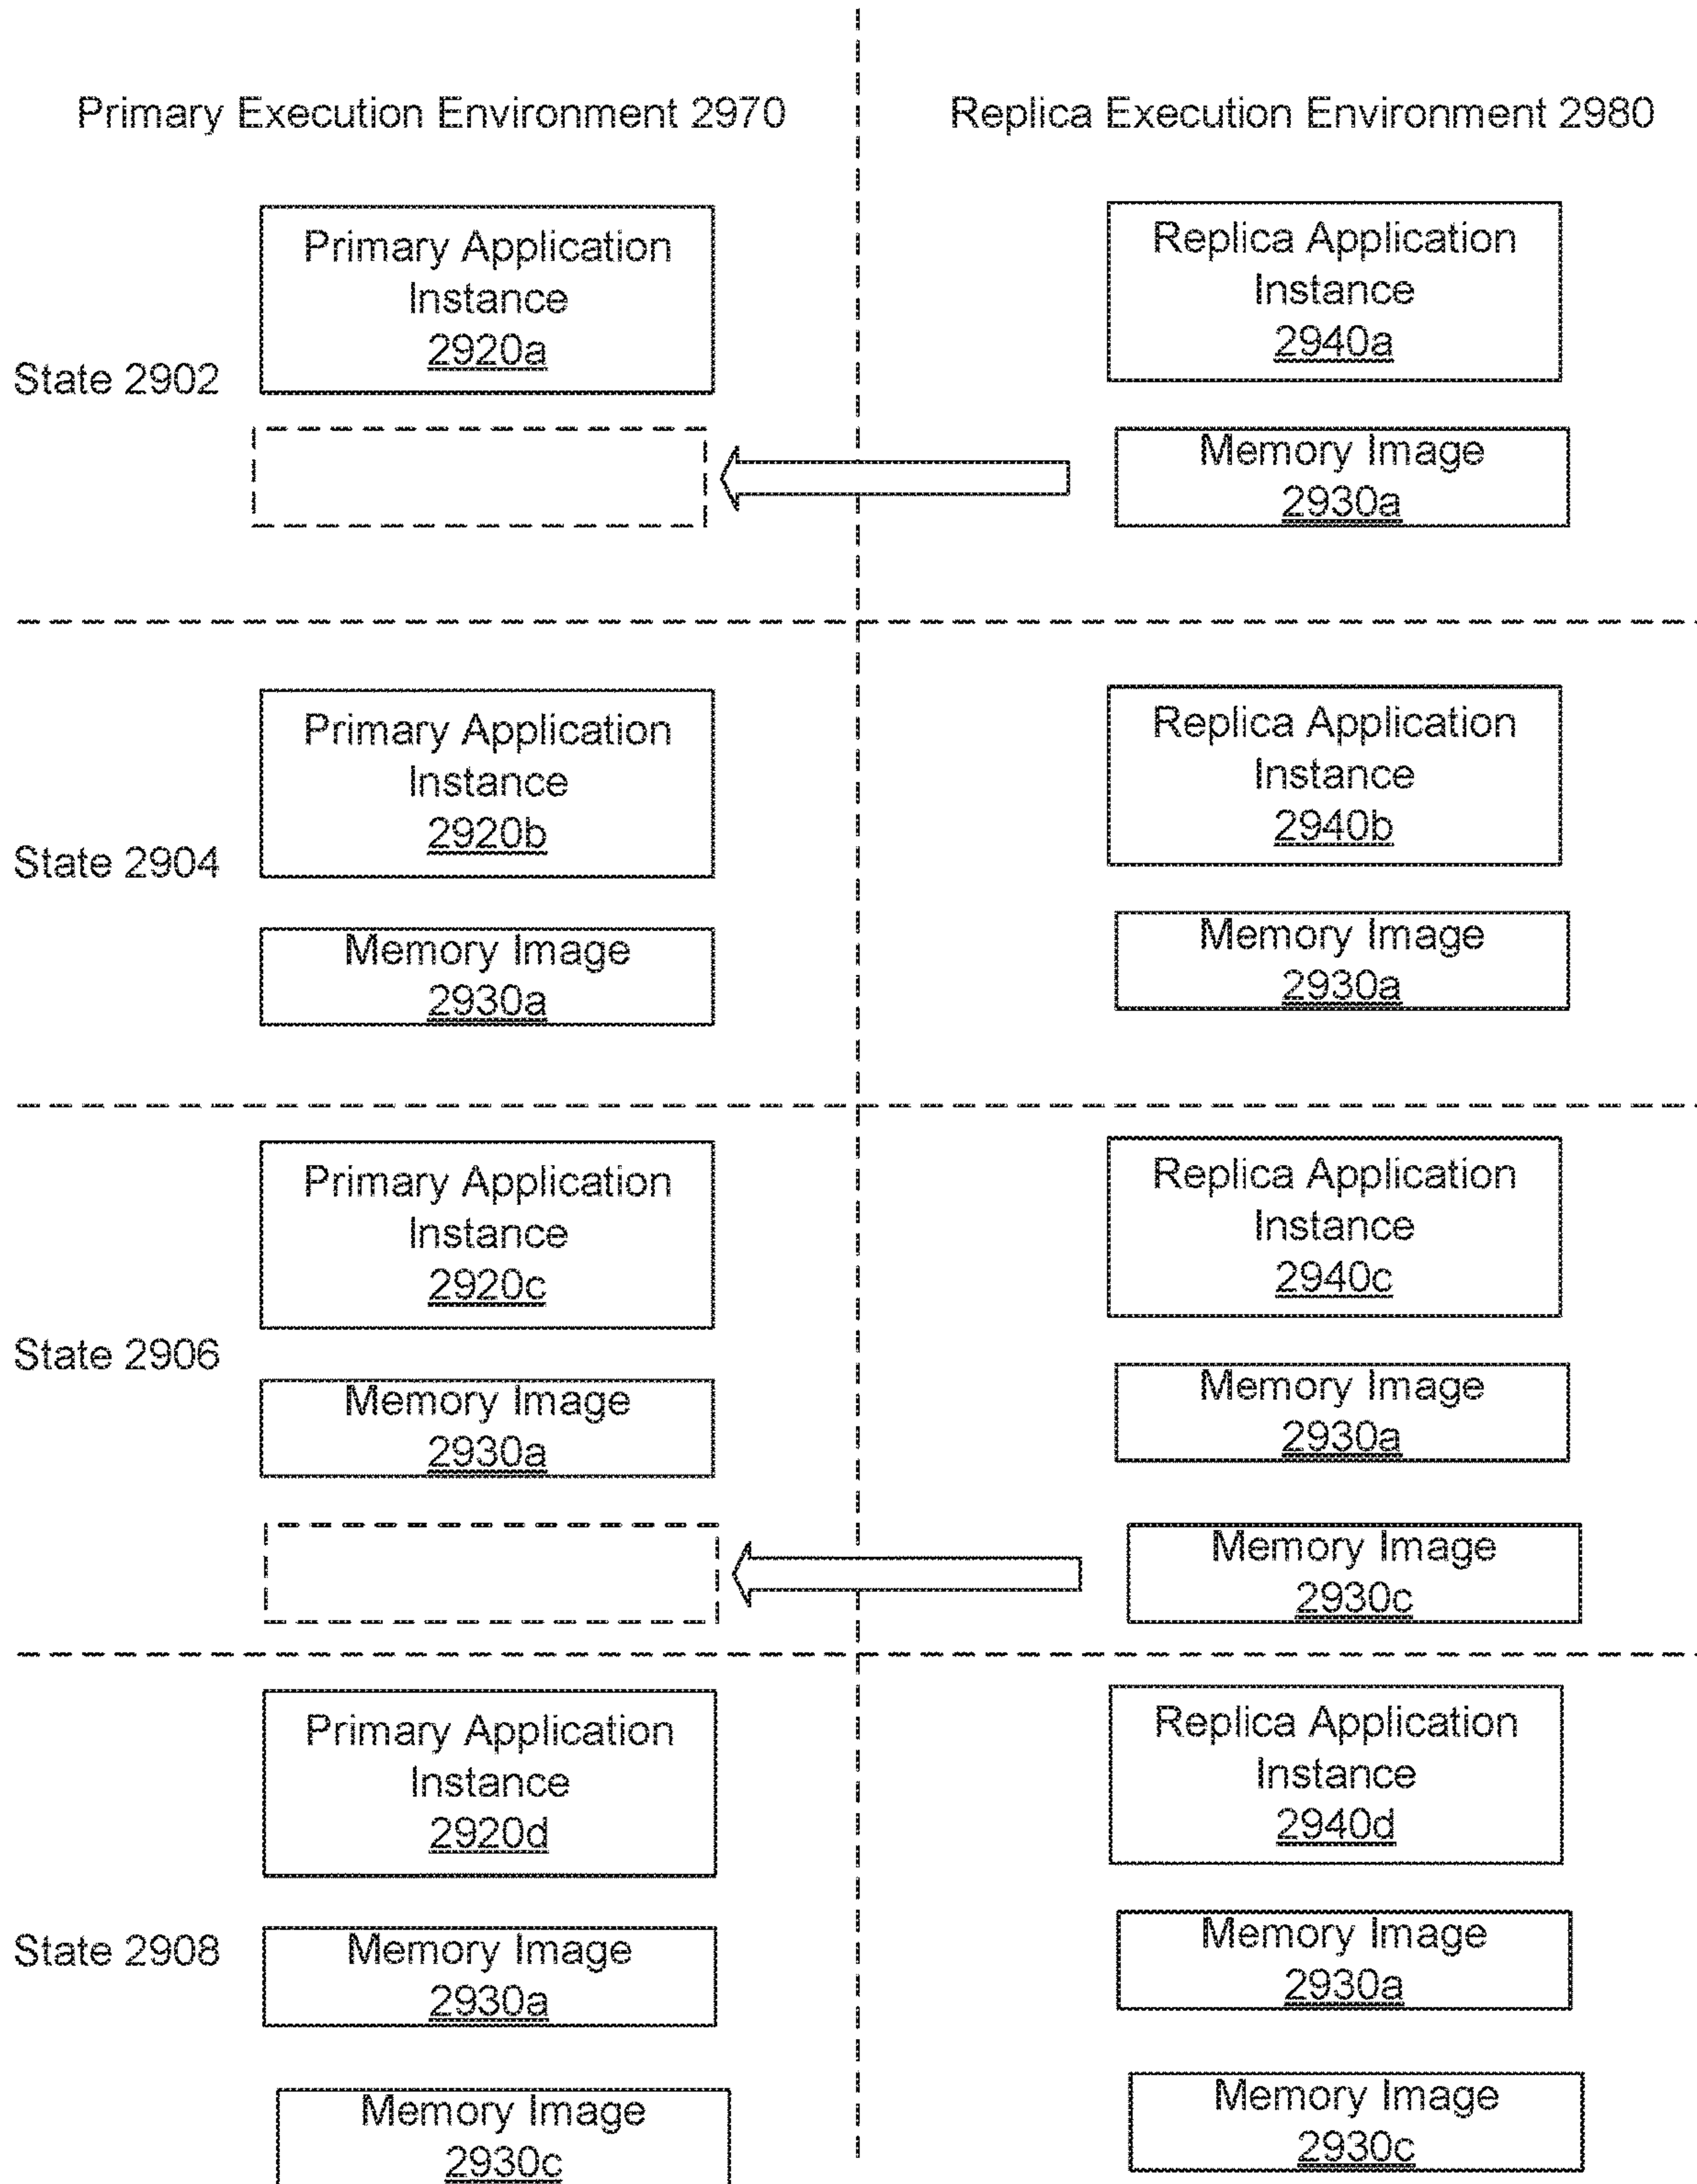 Primary Execution Environment 2970
Replica Execution Environment 2980
State 2902
Primary Application
Instance
2920a
Replica Application
Instance
2940a
Memory Image
2930a
State 2904
Primary Application
Instance
2920b
Memory Image
2930a
Replica Application
Instance
2940b
Memory Image
2930a
State 2906
Primary Application
Instance
2920c
Memory Image
2930a
Replica Application
Instance
2940c
Memory Image
2930a
Memory Image
2930c
State 2908
Primary Application
Instance
2920d
Memory Image
2930a
Memory Image
2930c
Replica Application
Instance
2940d
Memory Image
2930a
Memory Image
2930c